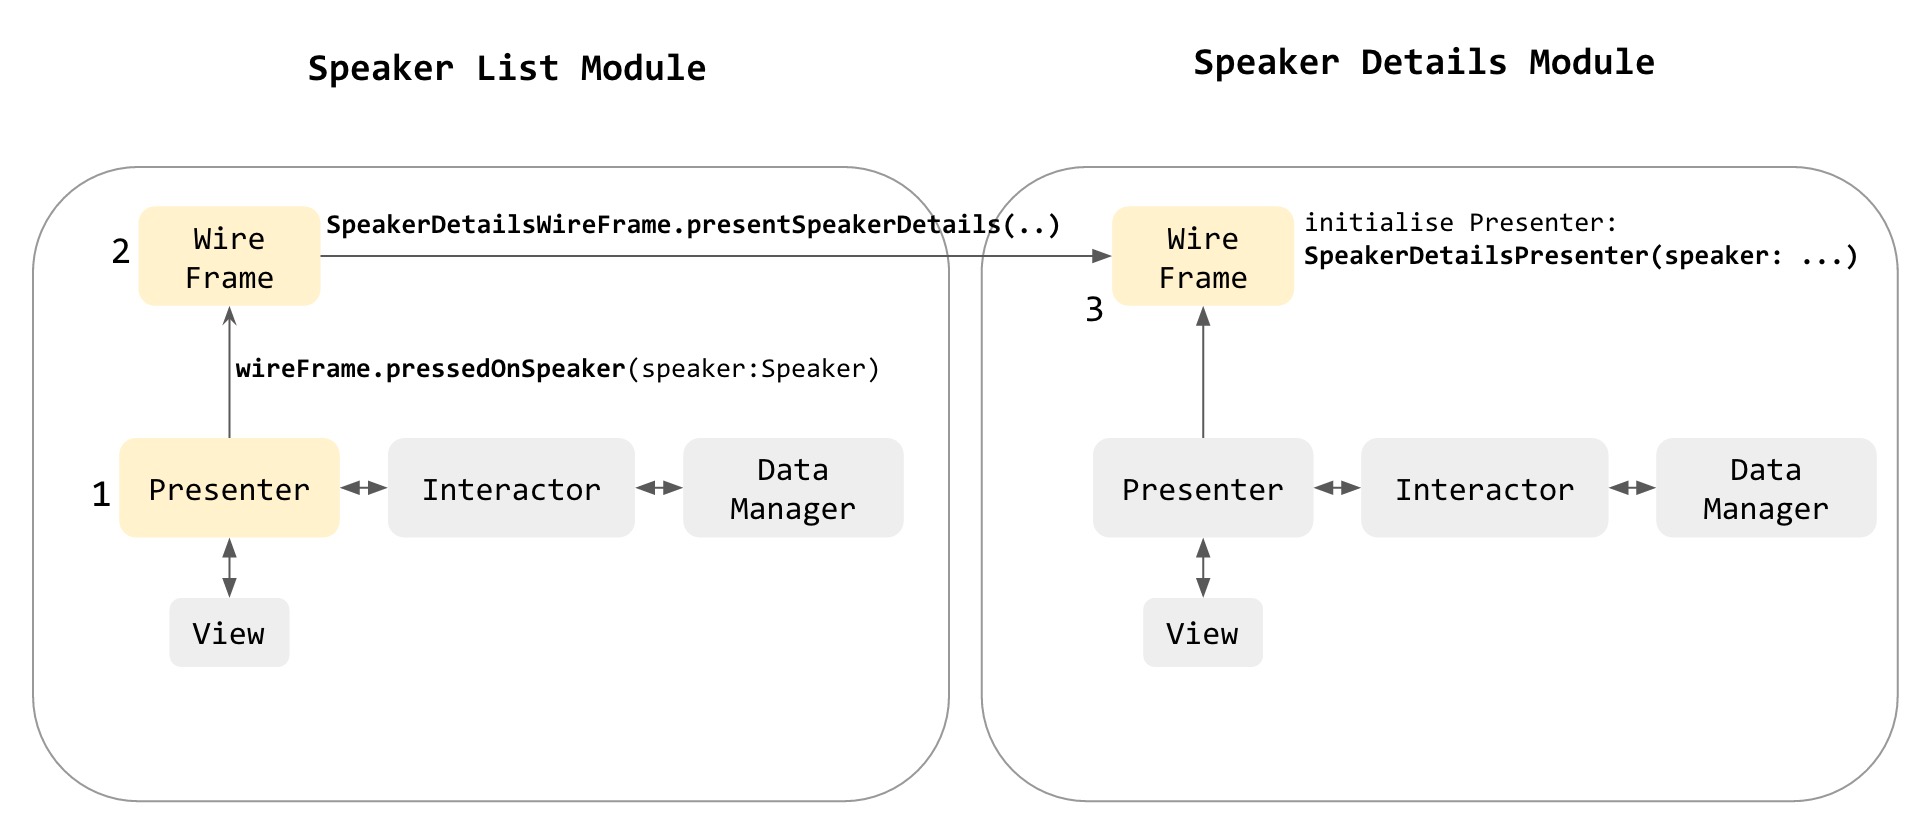 Speaker List Module
Speaker Details Module
2
Wire
Frame
SpeakerDetailsWireFrame.presentSpeakerDetails(..)
Wire
Frame
3
initialise Presenter:
SpeakerDetailsPresenter(speaker: ...)
wireFrame.pressedOnSpeaker(speaker:Speaker)
1
Presenter
Interactor
Data
Manager
View
Presenter
Interactor
Data
Manager
View